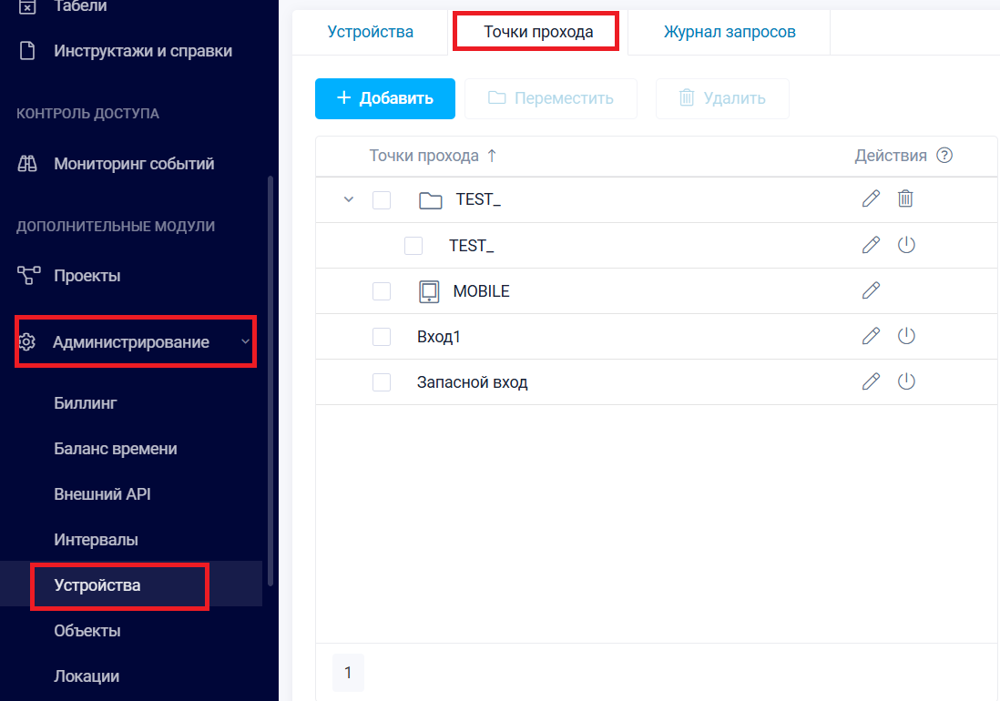 Табели
Инструктажи и справки
КОНТРОЛЬ ДОСТУПА
Мониторинг событий
ДОПОЛНИТЕЛЬНЫЕ МОДУЛИ
Проекты
Администрирование
Биллинг
Баланс времени
Внешний API
Интервалы
Устройства
Объекты
Локации
Устройства
Точки прохода
Журнал запросов
+ Добавить
Переместить
Удалить
Точки прохода ↑
Действия ?
TEST_
TEST_
MOBILE
Вход1
Запасной вход
1